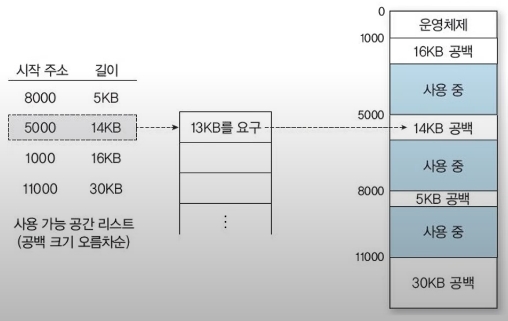 시작 주소 길이
8000 5KB
5000 14KB
1000 16KB
11000 30KB
사용 가능 공간 리스트
(공백 크기 오름차순)
13KB를 요구
⋮
0
운영체제
1000
16KB 공백
사용 중
5000
14KB 공백
사용 중
8000
5KB 공백
사용 중
11000
30KB 공백